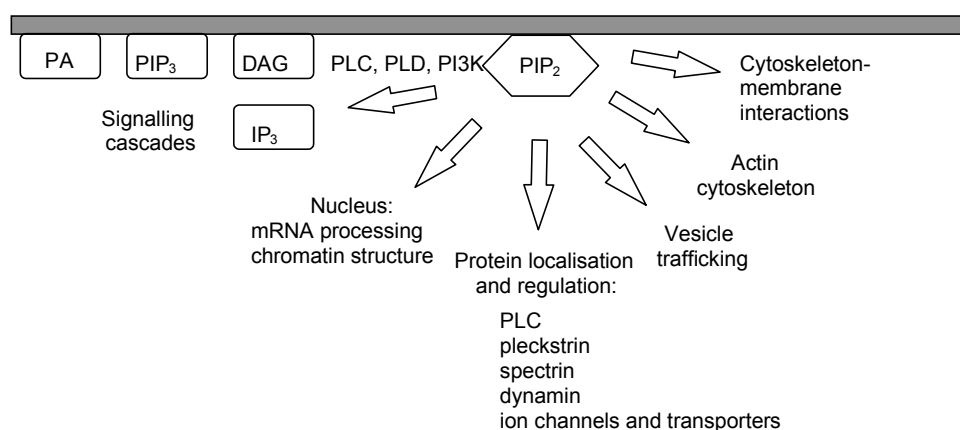 PA
PIP₃
DAG
PLC, PLD, PI3K
PIP₂
Cytoskeleton-
membrane
interactions
Signalling
cascades
IP₃
Actin
cytoskeleton
Nucleus:
mRNA processing
chromatin structure
Vesicle
trafficking
Protein localisation
and regulation:
PLC
pleckstrin
spectrin
dynamin
ion channels and transporters